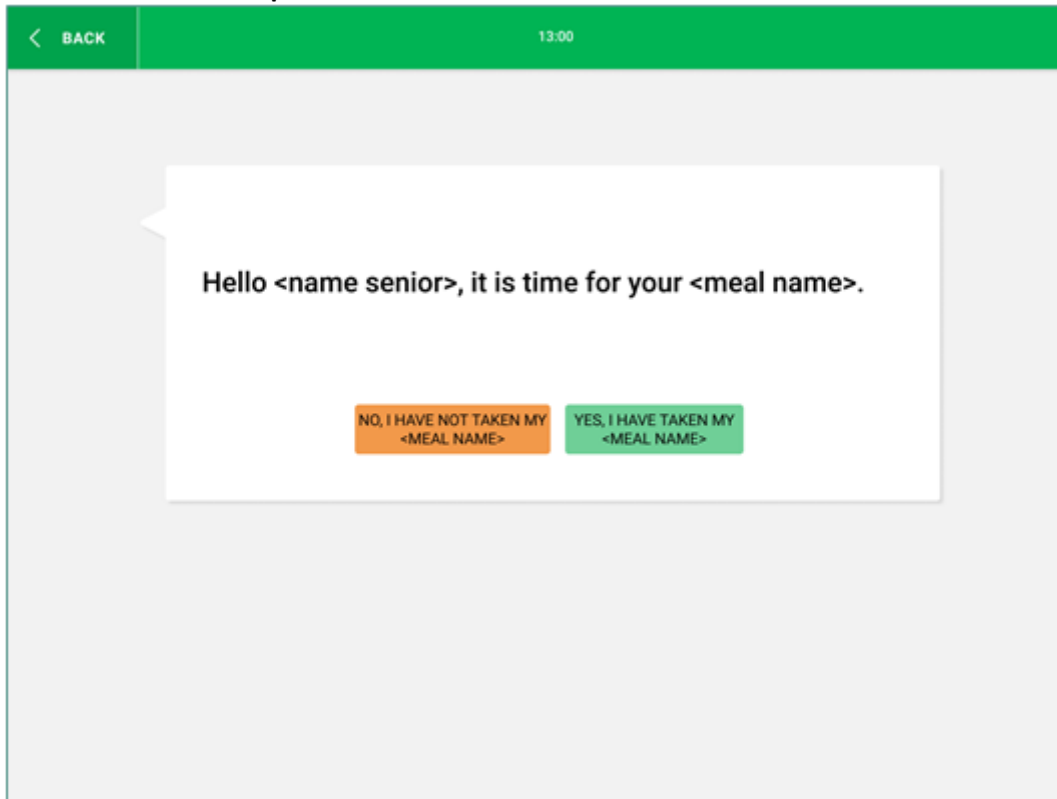 BACK
13:00
Hello <name senior>, it is time for your <meal name>.
NO, I HAVE NOT TAKEN MY
<MEAL NAME>
YES, I HAVE TAKEN MY
<MEAL NAME>